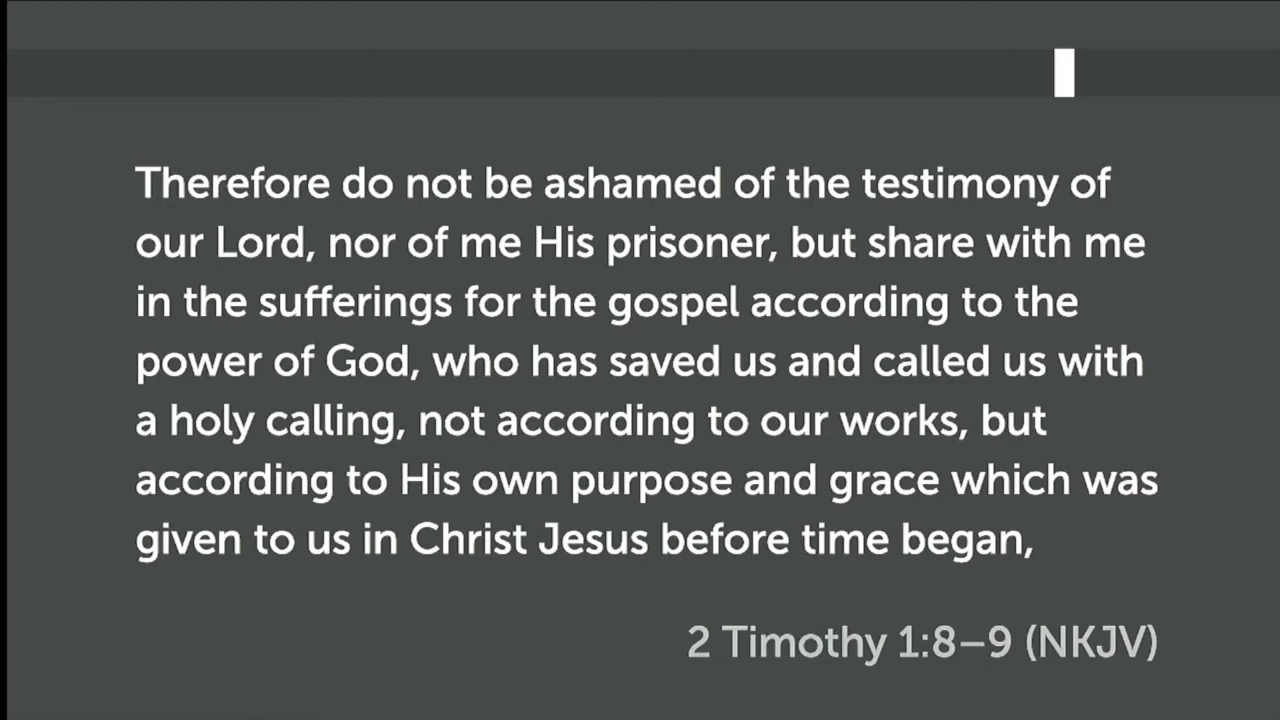 Therefore do not be ashamed of the testimony of
our Lord, nor of me His prisoner, but share with me
in the sufferings for the gospel according to the
power of God, who has saved us and called us with
a holy calling, not according to our works, but
according to His own purpose and grace which was
given to us in Christ Jesus before time began,
2 Timothy 1:8–9 (NKJV)